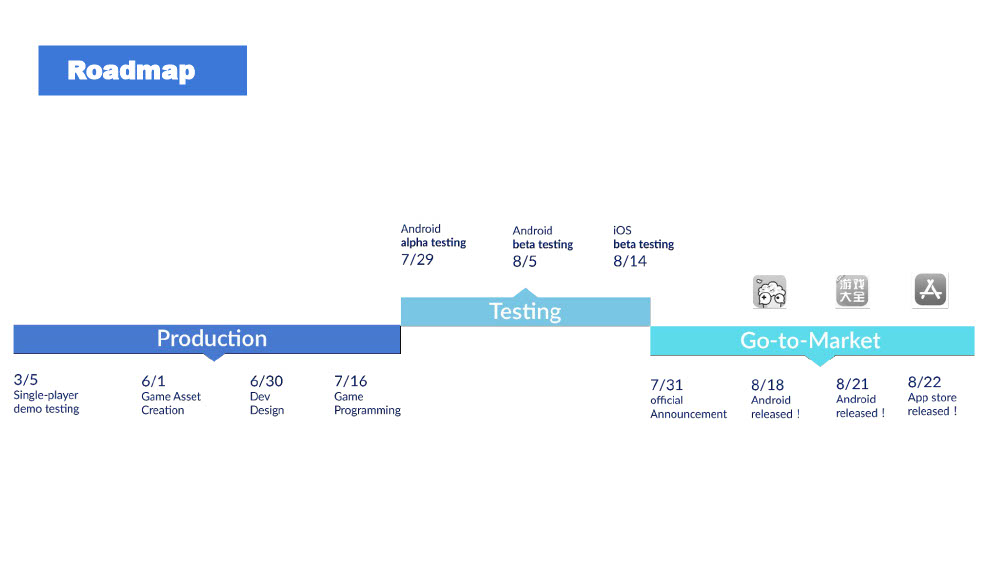 Roadmap
Android
alpha testing
7/29
Android
beta testing
8/5
iOS
beta testing
8/14
游戏
大全
Testing
Production
Go-to-Market
3/5
Single-player
demo testing
6/1
Game Asset
Creation
6/30
Dev
Design
7/16
Game
Programming
7/31
official
Announcement
8/18
Android
released !
8/21
Android
released !
8/22
App store
released !